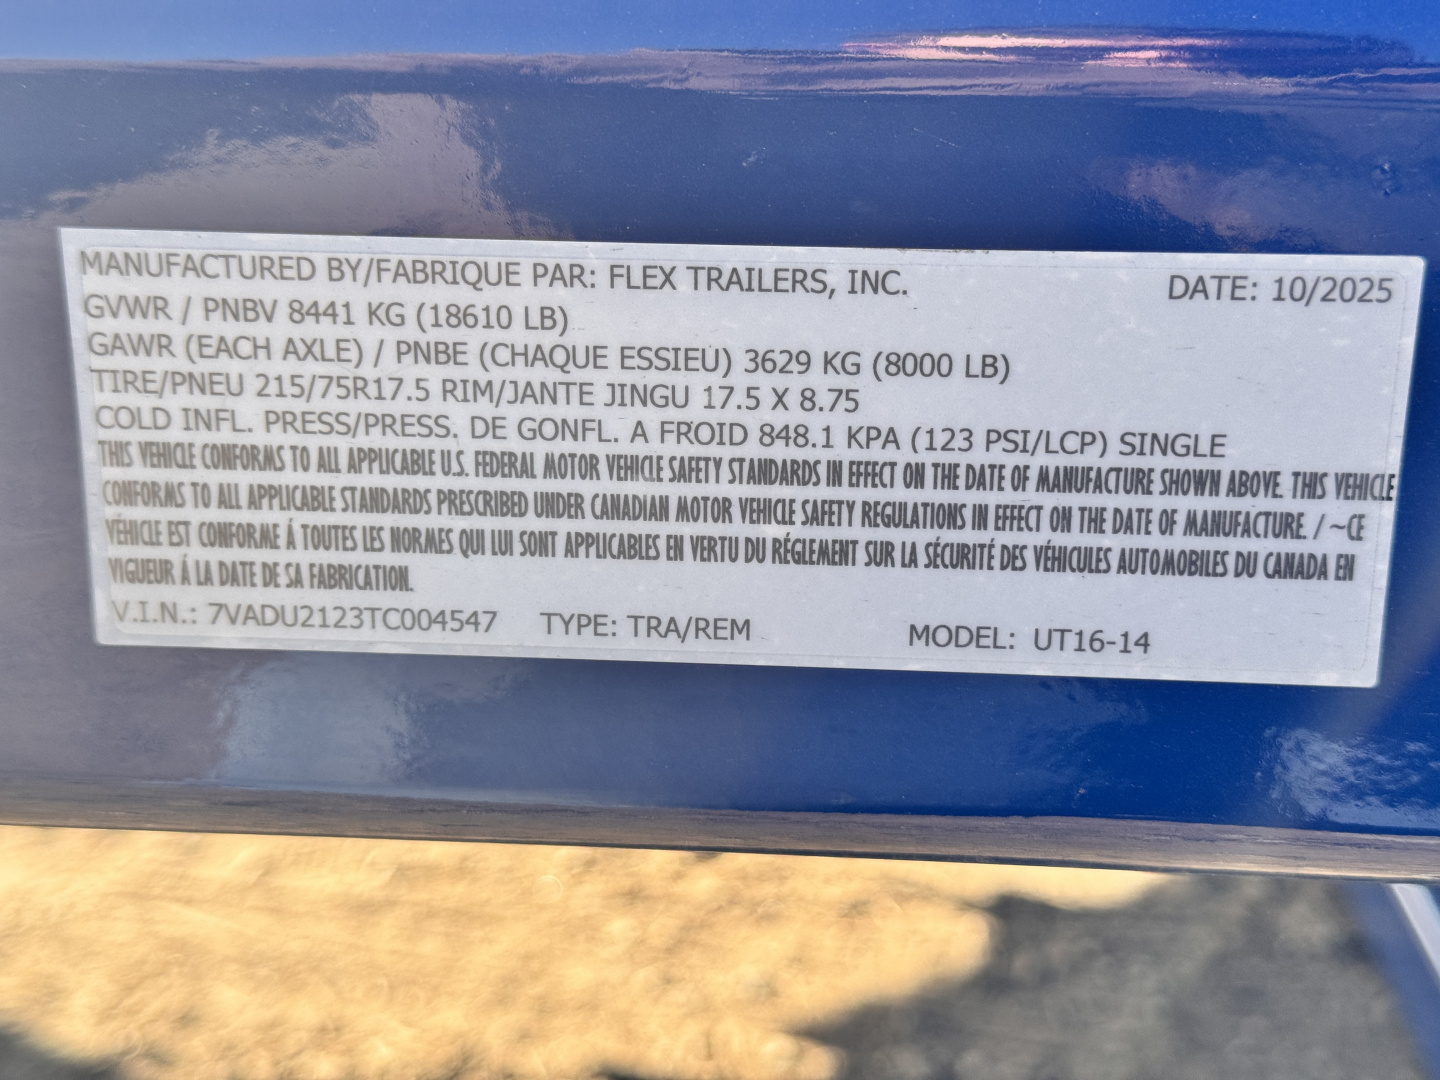 MANUFACTURED BY/FABRIQUE PAR: FLEX TRAILERS, INC. DATE: 10/2025
GVWR / PNBV 8441 KG (18610 LB)
GAWR (EACH AXLE) / PNBE (CHAQUE ESSIEU) 3629 KG (8000 LB)
TIRE/PNEU 215/75R17.5 RIM/JANTE JINGU 17.5 X 8.75
COLD INFL. PRESS/PRESS. DE GONFL. A FROID 848.1 KPA (123 PSI/LCP) SINGLE
THIS VEHICLE CONFORMS TO ALL APPLICABLE U.S. FEDERAL MOTOR VEHICLE SAFETY STANDARDS IN EFFECT ON THE DATE OF MANUFACTURE SHOWN ABOVE. THIS VEHICLE
CONFORMS TO ALL APPLICABLE STANDARDS PRESCRIBED UNDER CANADIAN MOTOR VEHICLE SAFETY REGULATIONS IN EFFECT ON THE DATE OF MANUFACTURE. / ~CE
VÉHICLE EST CONFORME Á TOUTES LES NORMES QUI LUI SONT APPLICABLES EN VERTU DU RÉGLEMENT SUR LA SÉCURITÉ DES VÉHICULES AUTOMOBILES DU CANADA EN
VIGUEUR Á LA DATE DE SA FABRICATION.
V.I.N.: 7VADU2123TC004547 TYPE: TRA/REM MODEL: UT16-14